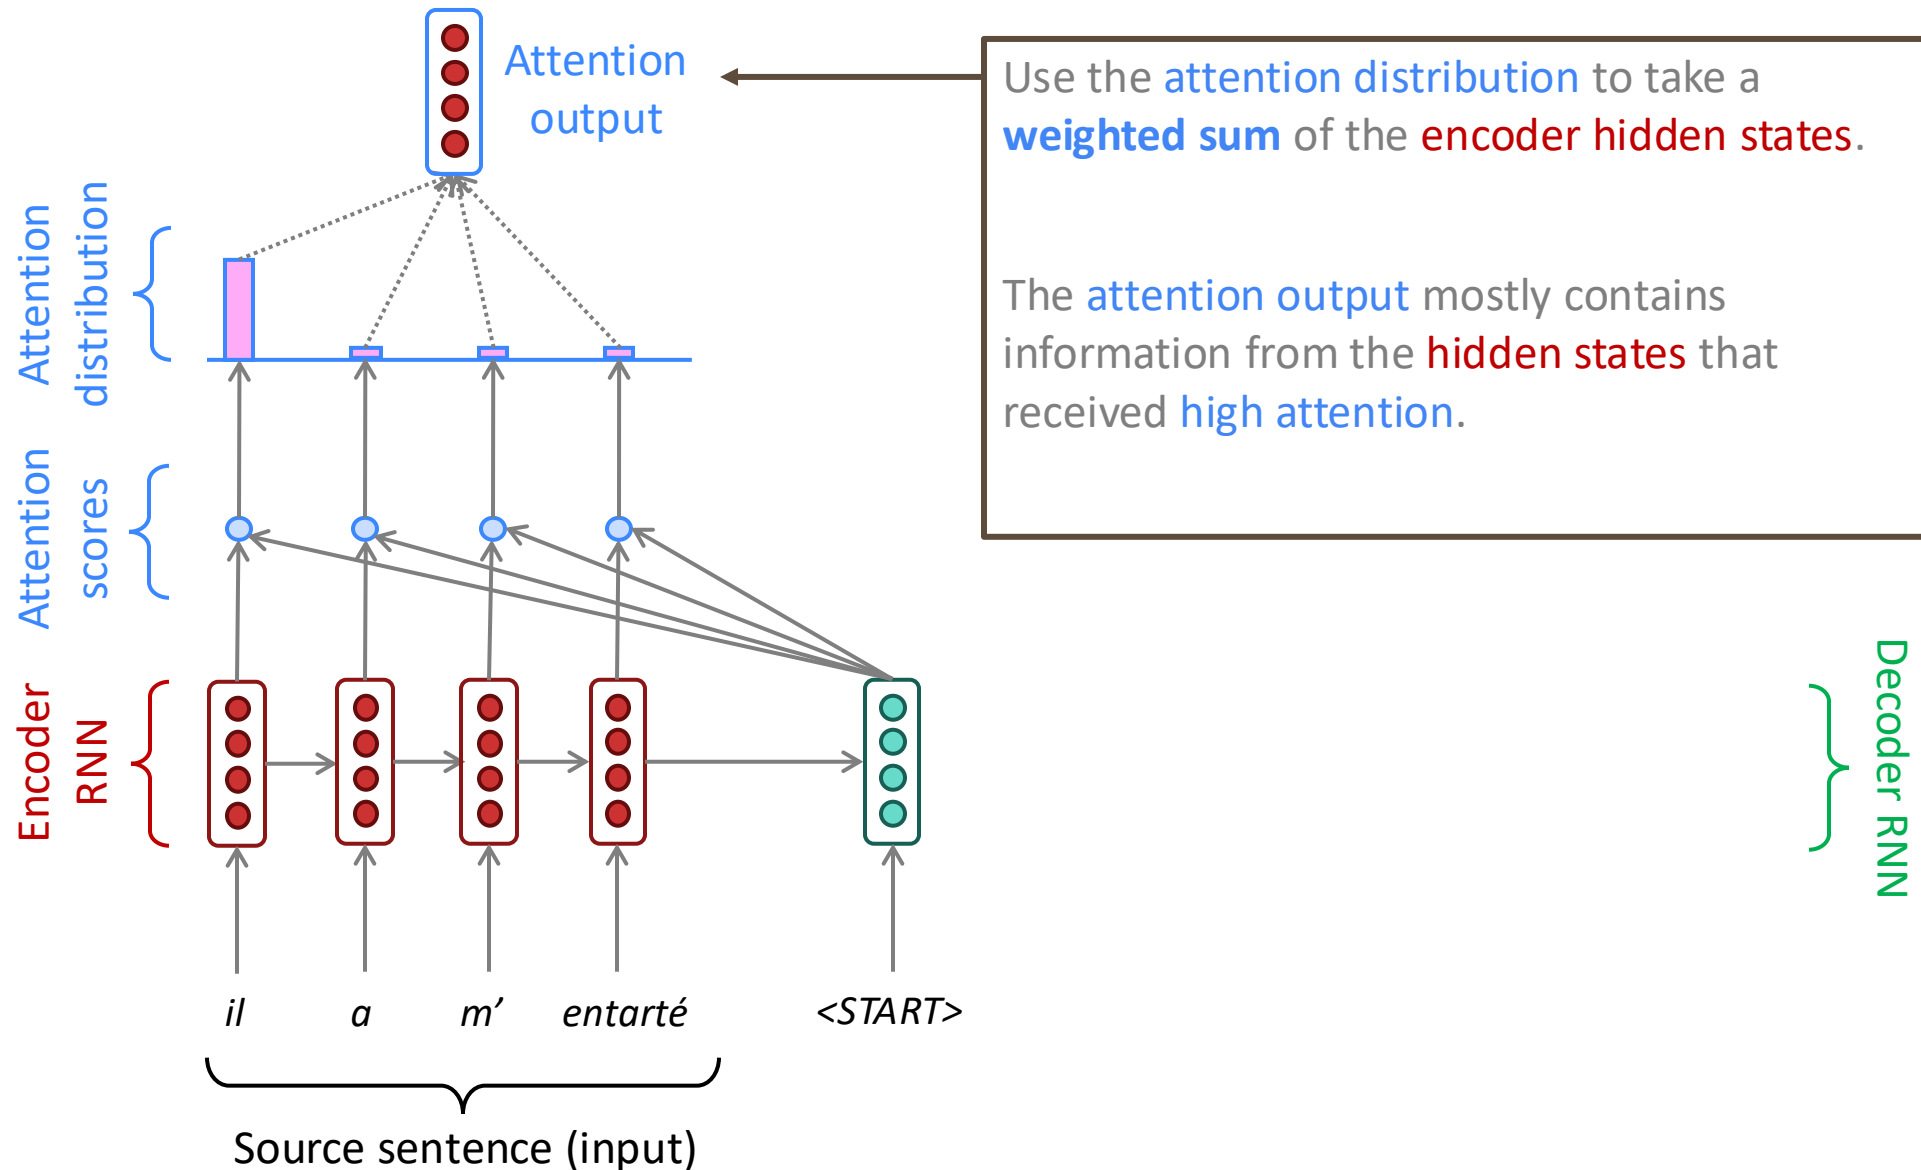 Attention
output
Use the attention distribution to take a
weighted sum of the encoder hidden states.
The attention output mostly contains
information from the hidden states that
received high attention.
Attention
distribution
Attention
scores
Encoder
RNN
Decoder RNN
il a m’ entarté <START>
Source sentence (input)